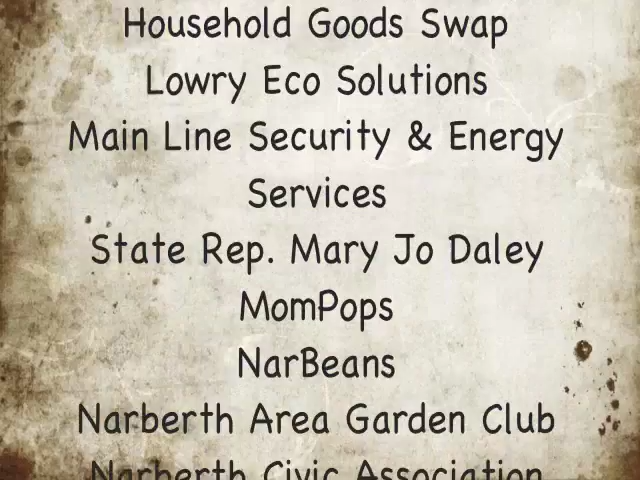 Household Goods Swap
Lowry Eco Solutions
Main Line Security & Energy
Services
State Rep. Mary Jo Daley
MomPops
NarBeans
Narberth Area Garden Club
Narberth Civic Association